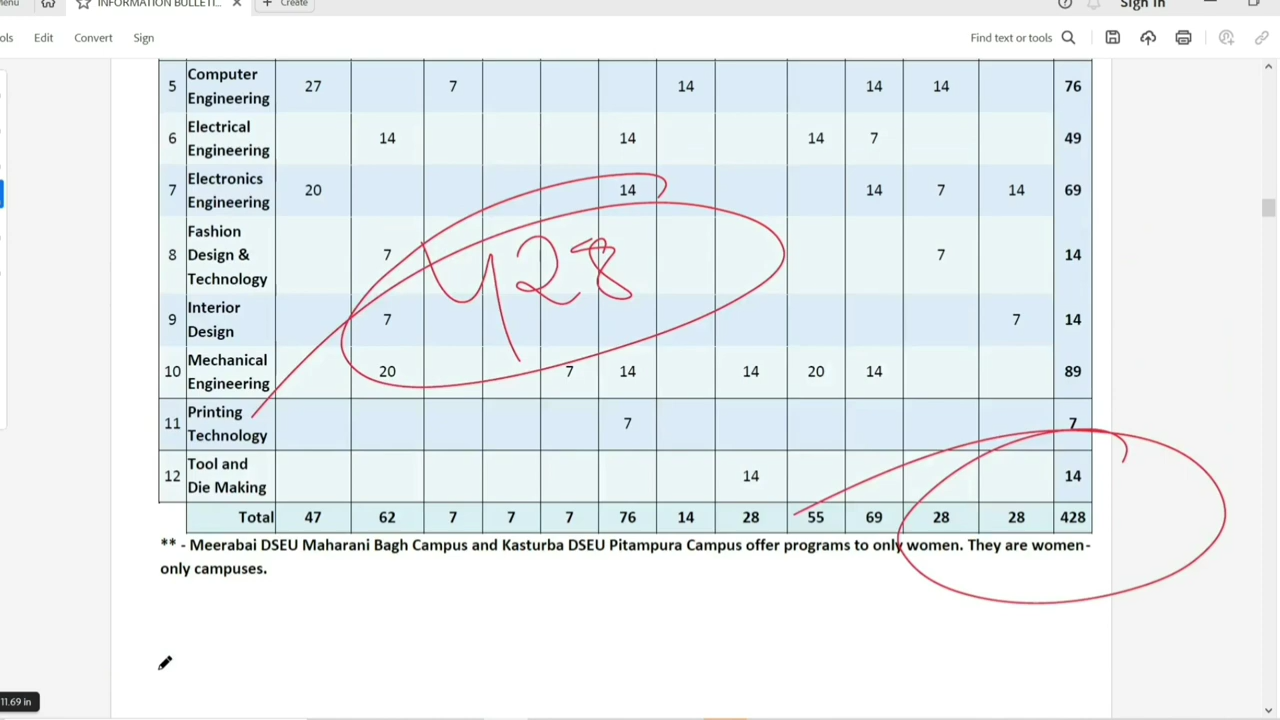 Menu INFORMATION BULLETI... × + Create Sign in
ols Edit Convert Sign Find text or tools
5 Computer Engineering 27 7 14 14 14 76
6 Electrical Engineering 14 14 14 7 49
7 Electronics Engineering 20 14 14 7 14 69
8 Fashion Design & Technology 7 7 14
9 Interior Design 7 7 14
10 Mechanical Engineering 20 7 14 14 20 14 89
11 Printing Technology 7 7
12 Tool and Die Making 14 14
Total 47 62 7 7 7 76 14 28 55 69 28 28 428
428
** - Meerabai DSEU Maharani Bagh Campus and Kasturba DSEU Pitampura Campus offer programs to only women. They are women-
only campuses.
11.69 in